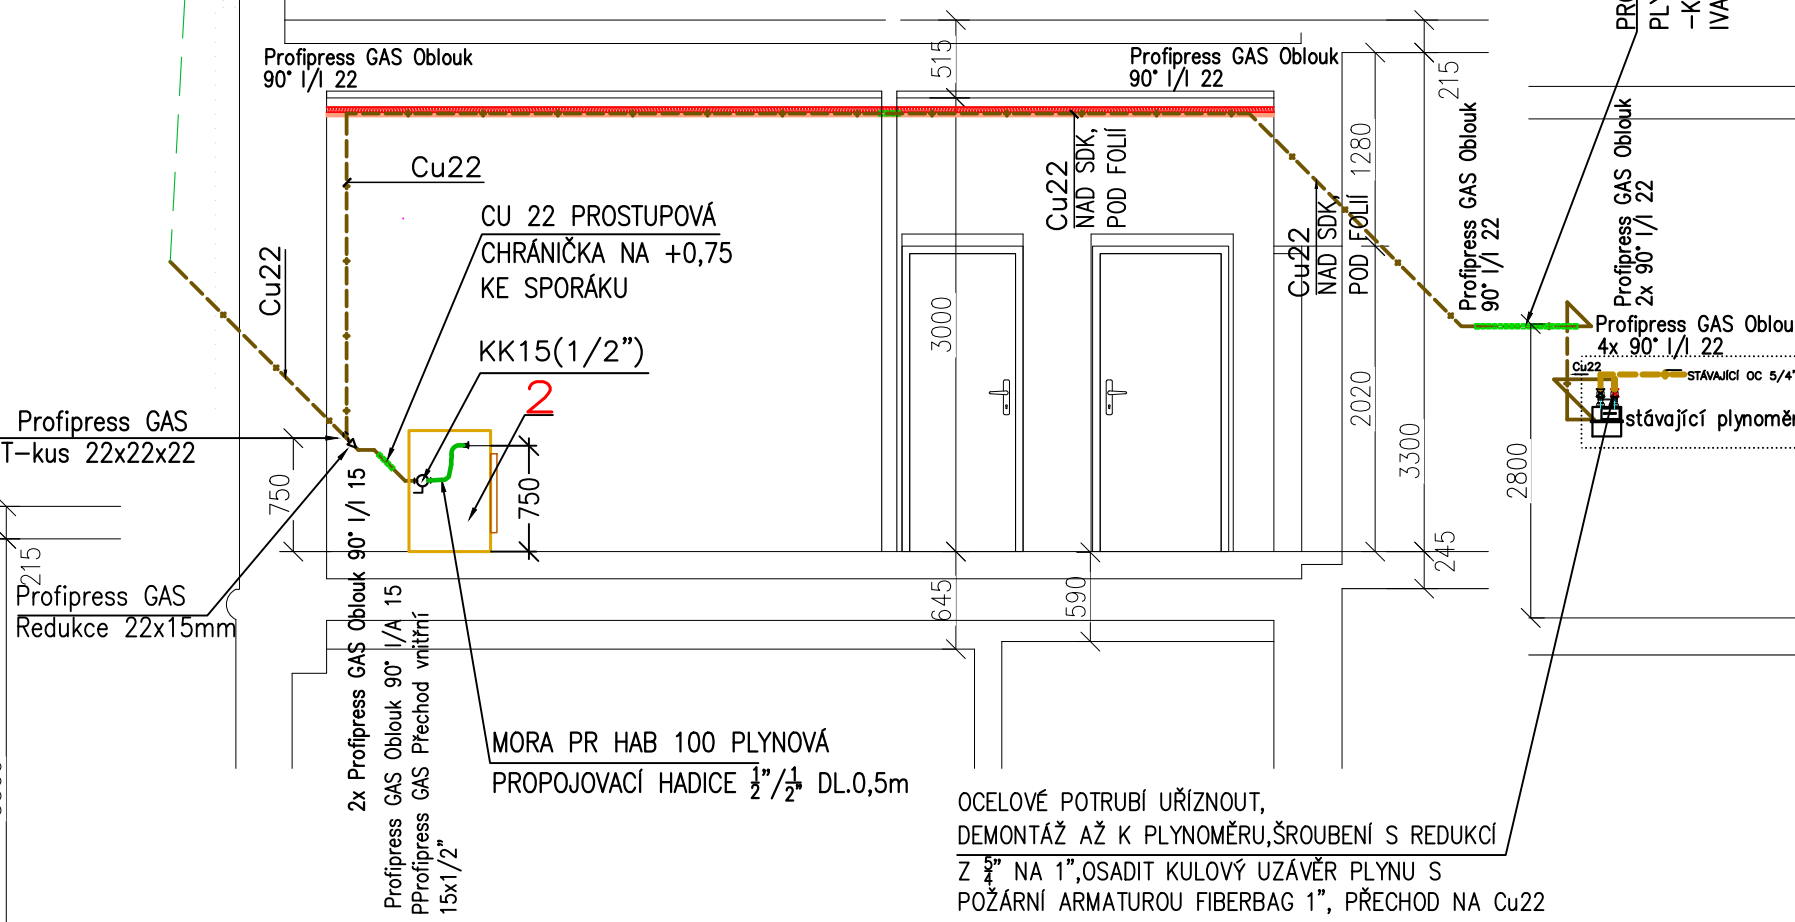 Profipress GAS Oblouk
90° I/I 22
Profipress GAS Oblouk
90° I/I 22
515
215
1280
Cu22
Cu22
CU 22 PROSTUPOVÁ
CHRÁNIČKA NA +0,75
KE SPORÁKU
KK15(1/2")
2
Cu22
NAD SDK,
POD FOLIÍ
Cu22
NAD SDK,
POD FOLIÍ
Profipress GAS Oblouk
90° I/I 22
Profipress GAS Oblouk
2x 90° I/I 22
Profipress GAS Oblou
4x 90° I/I 22
Cu22
STÁVAJÍCÍ OC 5/4"
stávající plynoměr
3000
2020
3300
2800
Profipress GAS
T-kus 22x22x22
750
750
215
245
645
590
Profipress GAS
Redukce 22x15mm
2x Profipress GAS Oblouk 90° I/I 15
Profipress GAS Oblouk 90° I/A 15
PProfipress GAS Přechod vnitřní
15x1/2"
MORA PR HAB 100 PLYNOVÁ
PROPOJOVACÍ HADICE ½"/½" DL.0,5m
OCELOVÉ POTRUBÍ UŘÍZNOUT,
DEMONTÁŽ AŽ K PLYNOMĚRU,ŠROUBENÍ S REDUKCÍ
Z 5/4" NA 1",OSADIT KULOVÝ UZÁVĚR PLYNU S
POŽÁRNÍ ARMATUROU FIBERBAG 1", PŘECHOD NA Cu22